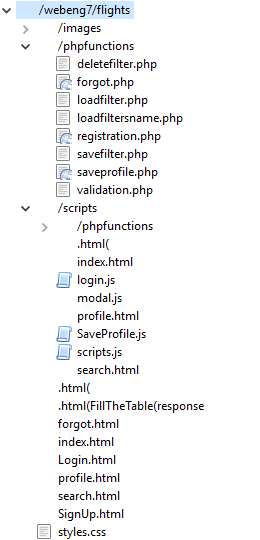 /webeng7/flights
/images
/phpfunctions
deletefilter.php
forgot.php
loadfilter.php
loadfiltersname.php
registration.php
savefilter.php
saveprofile.php
validation.php
/scripts
/phpfunctions
.html(
index.html
login.js
modal.js
profile.html
SaveProfile.js
scripts.js
search.html
.html(
.html(FillTheTable(response
forgot.html
index.html
Login.html
profile.html
search.html
SignUp.html
styles.css